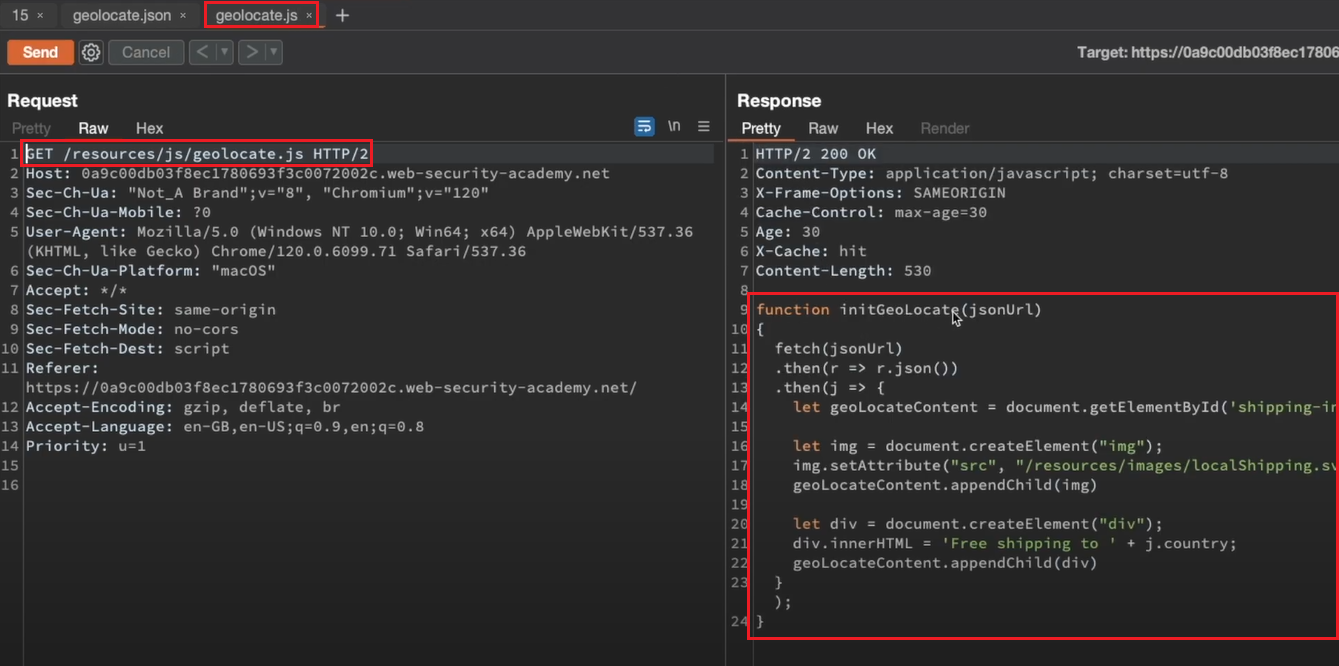 15 ×
geolocate.json ×
geolocate.js ×
+
Send
Cancel
<
>
Target: https://0a9c00db03f8ec17806
Request
Pretty Raw Hex
\n
1 GET /resources/js/geolocate.js HTTP/2
2 Host: 0a9c00db03f8ec1780693f3c0072002c.web-security-academy.net
3 Sec-Ch-Ua: "Not_A Brand";v="8", "Chromium";v="120"
4 Sec-Ch-Ua-Mobile: ?0
5 User-Agent: Mozilla/5.0 (Windows NT 10.0; Win64; x64) AppleWebKit/537.36
(KHTML, like Gecko) Chrome/120.0.6099.71 Safari/537.36
6 Sec-Ch-Ua-Platform: "macOS"
7 Accept: */*
8 Sec-Fetch-Site: same-origin
9 Sec-Fetch-Mode: no-cors
10 Sec-Fetch-Dest: script
11 Referer:
https://0a9c00db03f8ec1780693f3c0072002c.web-security-academy.net/
12 Accept-Encoding: gzip, deflate, br
13 Accept-Language: en-GB,en-US;q=0.9,en;q=0.8
14 Priority: u=1
15
16
Response
Pretty Raw Hex Render
1 HTTP/2 200 OK
2 Content-Type: application/javascript; charset=utf-8
3 X-Frame-Options: SAMEORIGIN
4 Cache-Control: max-age=30
5 Age: 30
6 X-Cache: hit
7 Content-Length: 530
8
9 function initGeoLocate(jsonUrl)
10 {
11 fetch(jsonUrl)
12 .then(r => r.json())
13 .then(j => {
14 let geoLocateContent = document.getElementById('shipping-in
15
16 let img = document.createElement("img");
17 img.setAttribute("src", "/resources/images/localShipping.sv
18 geoLocateContent.appendChild(img)
19
20 let div = document.createElement("div");
21 div.innerHTML = 'Free shipping to ' + j.country;
22 geoLocateContent.appendChild(div)
23 }
);
24 }